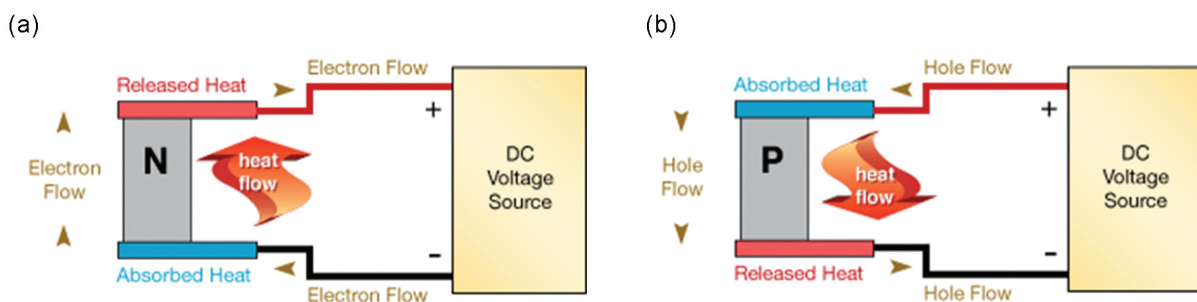 (a)
Released Heat
Electron Flow
+
Electron
Flow
N
heat
flow
DC
Voltage
Source
Absorbed Heat
Electron Flow
-
(b)
Absorbed Heat
Hole Flow
+
Hole
Flow
P
heat
flow
DC
Voltage
Source
Released Heat
Hole Flow
-